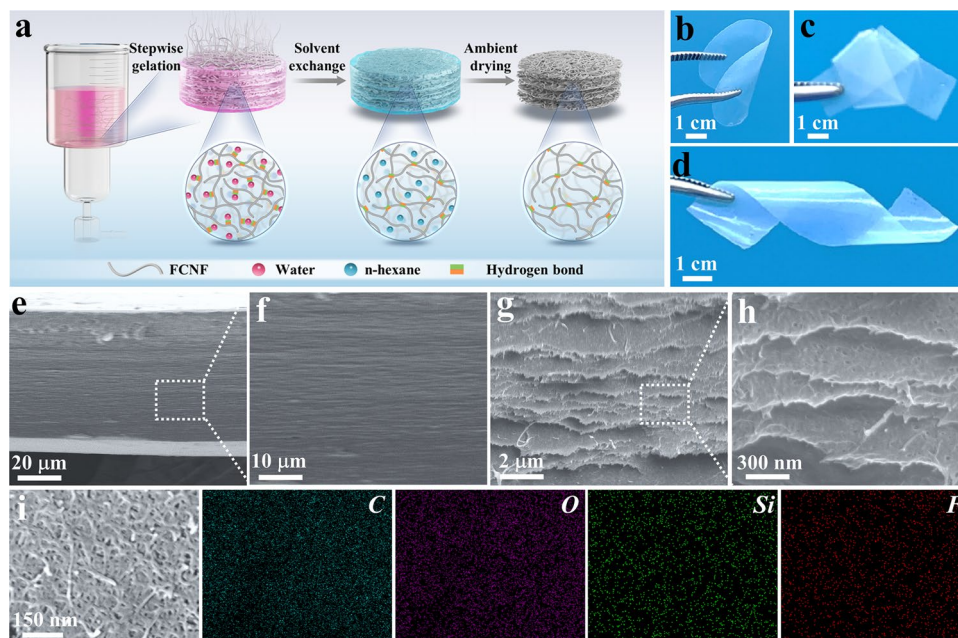 a
Stepwise
gelation
Solvent
exchange
Ambient
drying
FCNF
Water
n-hexane
Hydrogen bond
b
1 cm
c
1 cm
d
1 cm
e
20 μm
f
10 μm
g
2 μm
h
300 nm
i
150 nm
C
O
Si
F